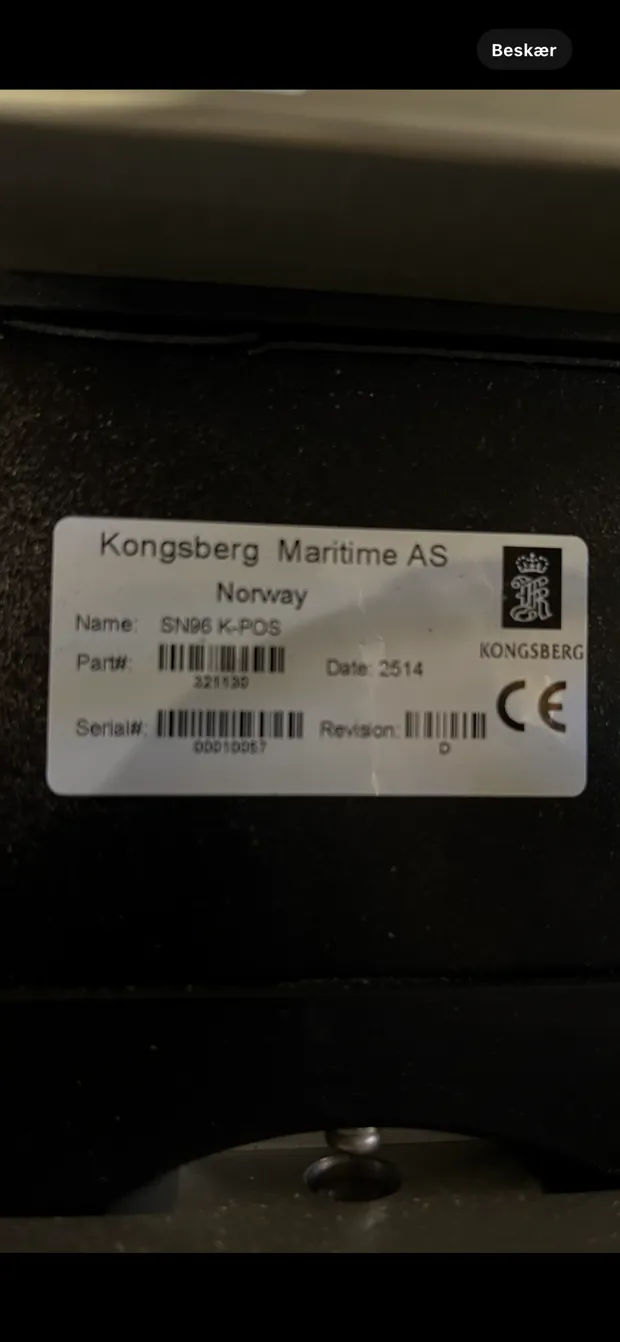 Beskær
Kongsberg Maritime AS
Norway
Name: SN96 K-POS
Part#:
321130
Date: 2514
Serial#:
00010057
Revision:
D
KONGSBERG
CE